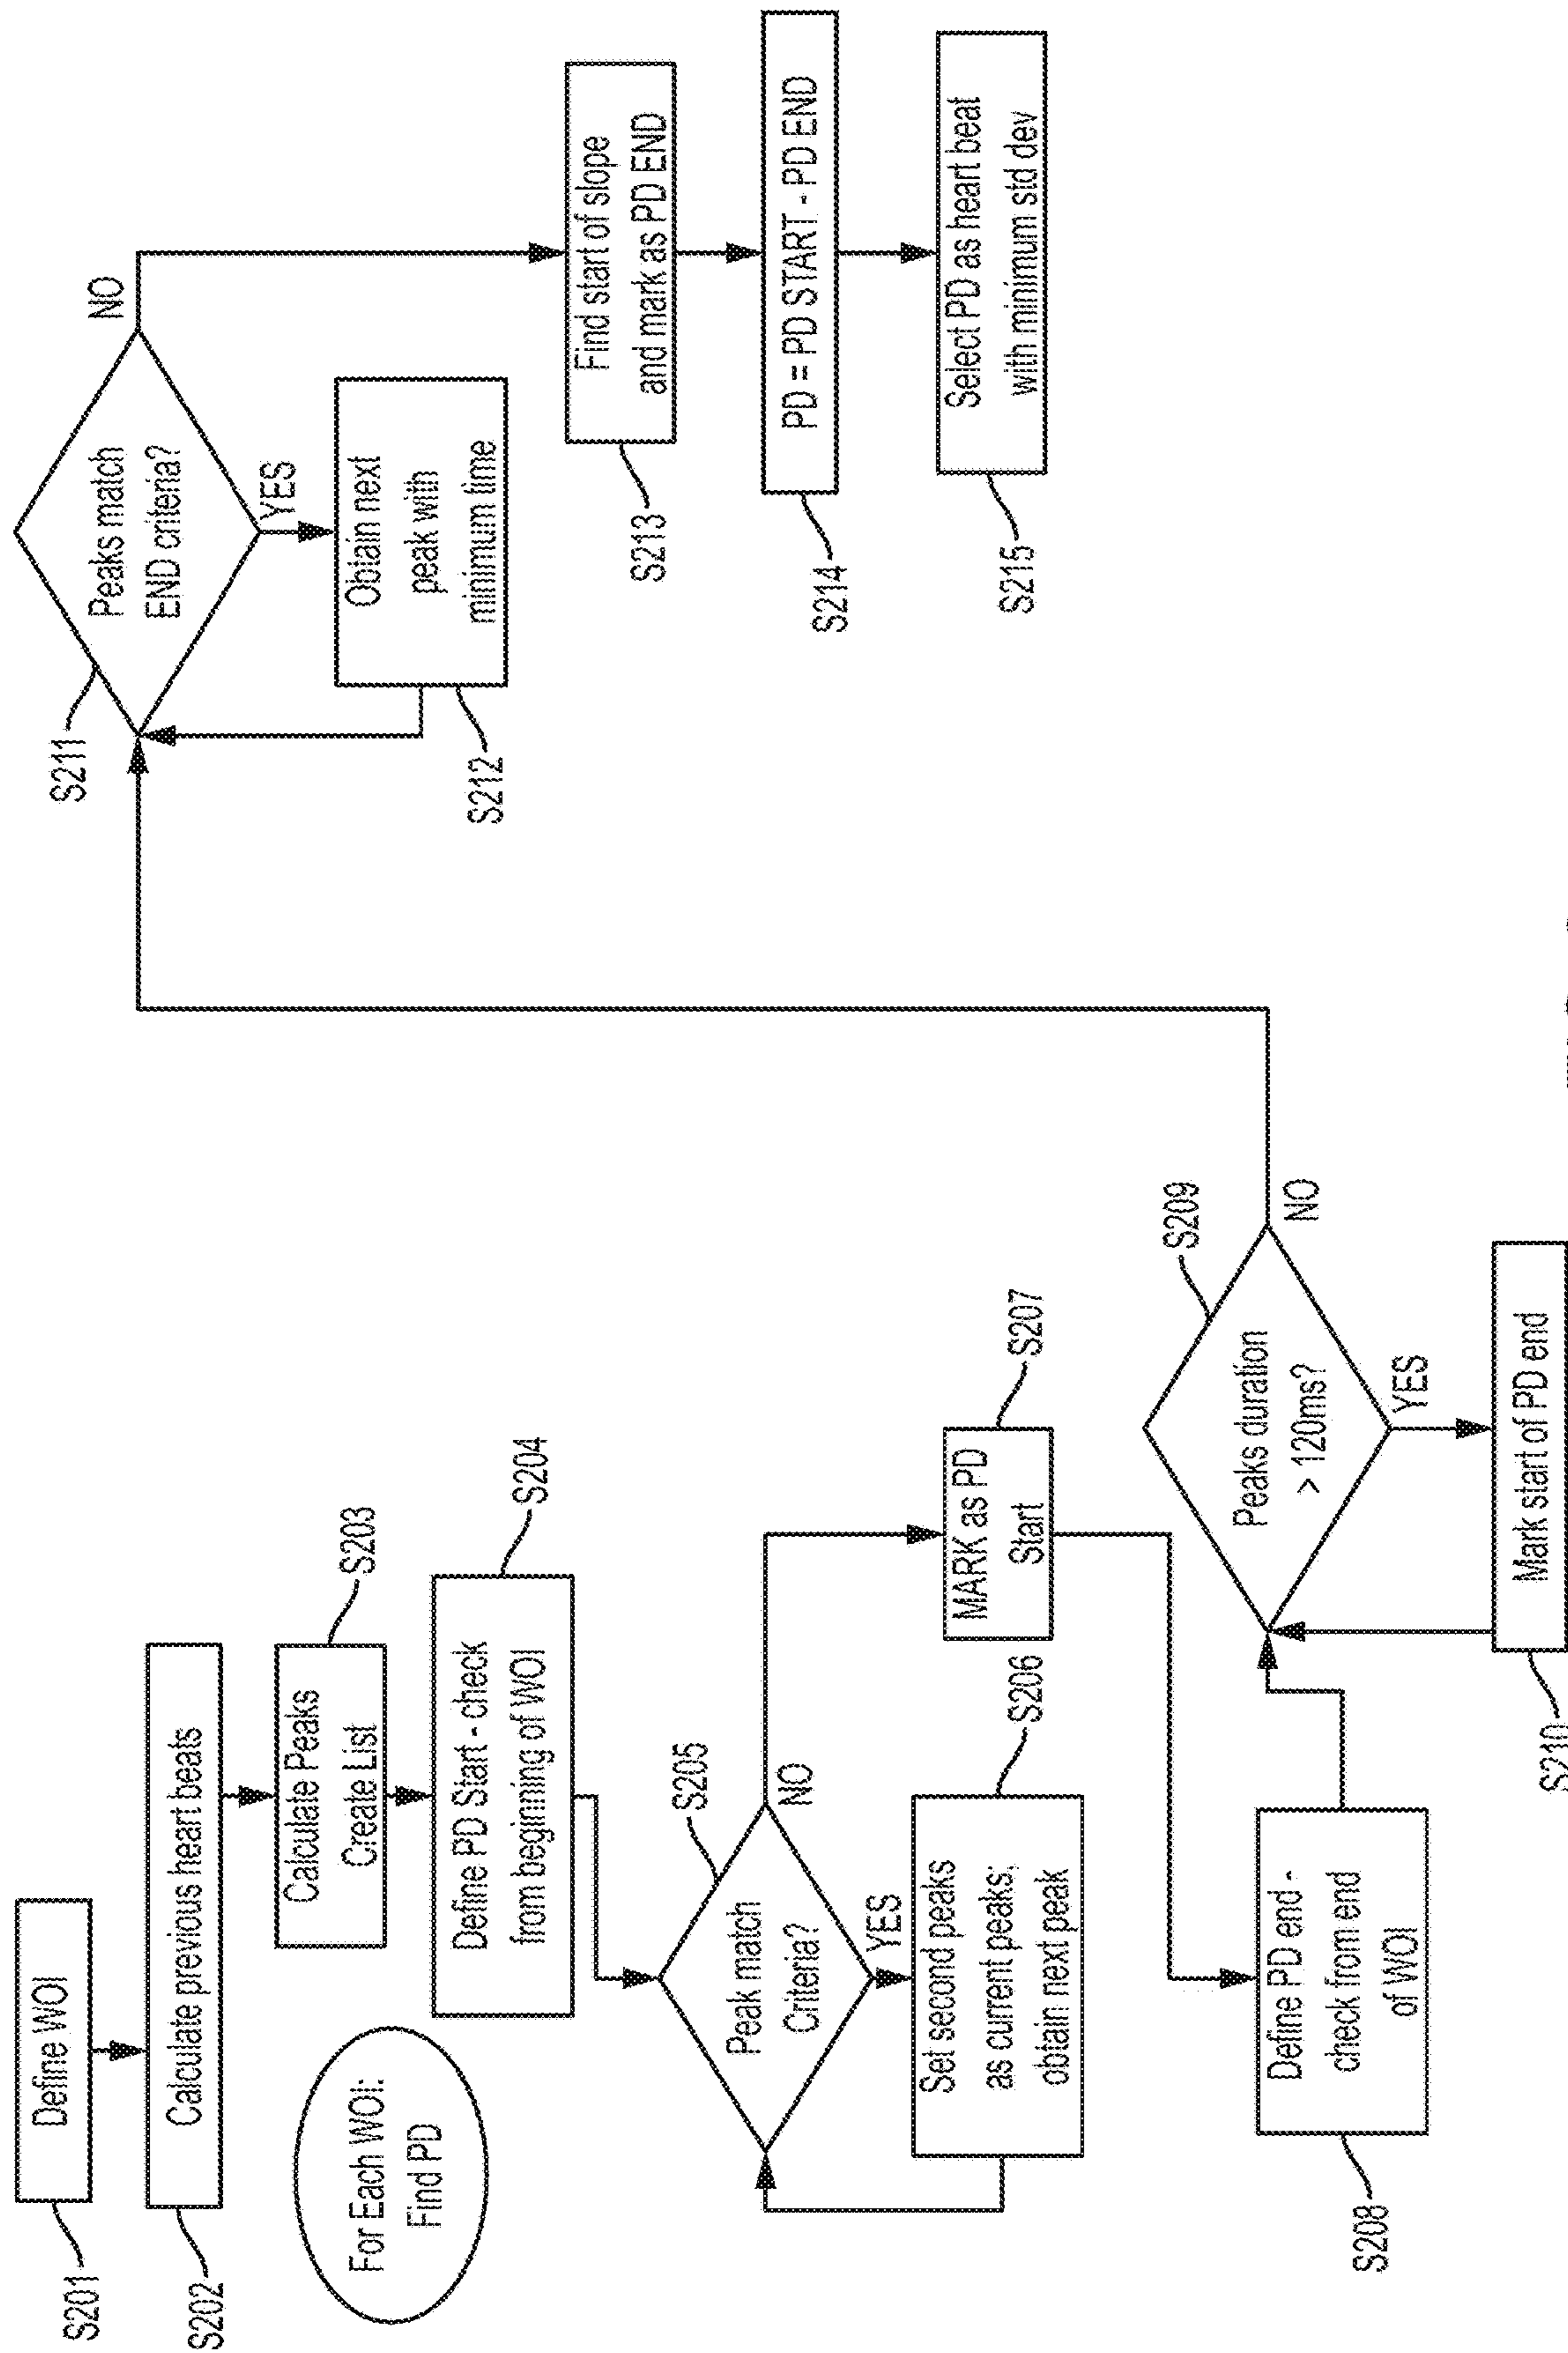 S201
Define WOI
S202
Calculate previous heart beats
For Each WOI:
Find PD
Calculate Peaks
Create List
S203
Define PD Start - check
from beginning of WOI
S204
Peak match
Criteria?
S205
NO
YES
Set second peaks
as current peaks;
obtain next peak
S206
MARK as PD
Start
S207
S208
Define PD end -
check from end
of WOI
Peaks duration
> 120ms?
S209
NO
YES
S210
Mark start of PD end
S211
Peaks match
END criteria?
NO
YES
S212
Obtain next
peak with
minimum time
S213
Find start of slope
and mark as PD END
S214
PD = PD START - PD END
S215
Select PD as heart beat
with minimum std dev